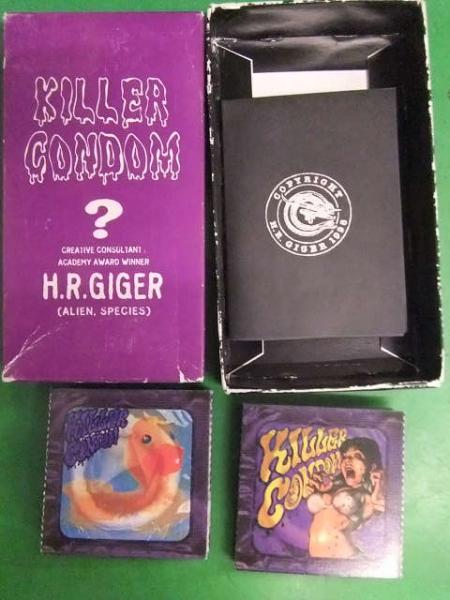 KILLER
CONDOM
?
CREATIVE CONSULTANT :
ACADEMY AWARD WINNER
H.R.GIGER
(ALIEN, SPECIES)
COPYRIGHT
H.R. GIGER 1996
KILLER
CONDOM
KILLER
CONDOM